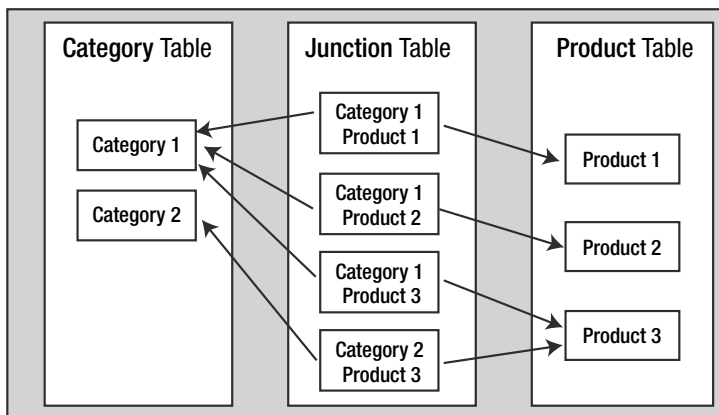 Category Table
Category 1
Category 2
Junction Table
Category 1
Product 1
Category 1
Product 2
Category 1
Product 3
Category 2
Product 3
Product Table
Product 1
Product 2
Product 3